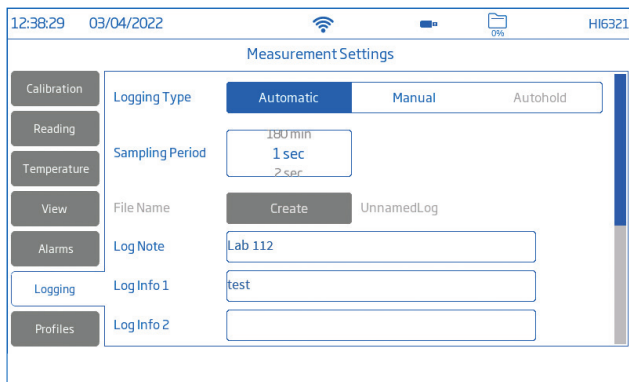 12:38:29 03/04/2022 0% HI6321
Measurement Settings
Calibration
Reading
Temperature
View
Alarms
Logging
Profiles
Logging Type Automatic Manual Autohold
180 min
Sampling Period 1 sec
2 sec
File Name Create UnnamedLog
Log Note Lab 112
Log Info 1 test
Log Info 2